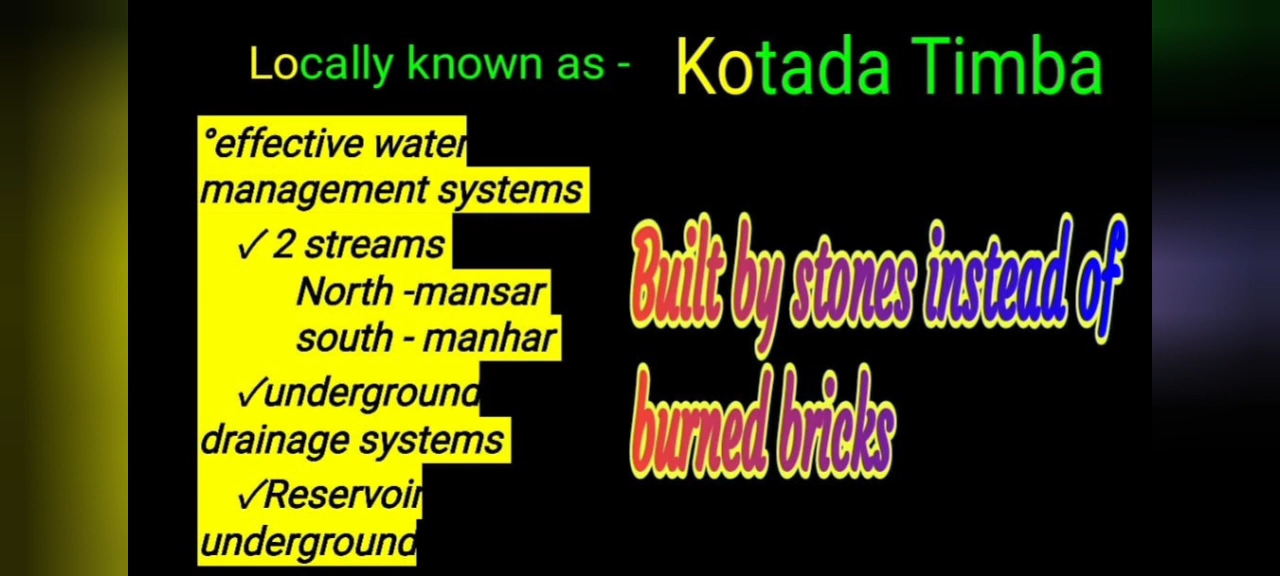 Locally known as - Kotada Timba
°effective water
management systems
✓ 2 streams
North -mansar
south - manhar
✓underground
drainage systems
✓Reservoir
underground
Built by stones instead of
burned bricks